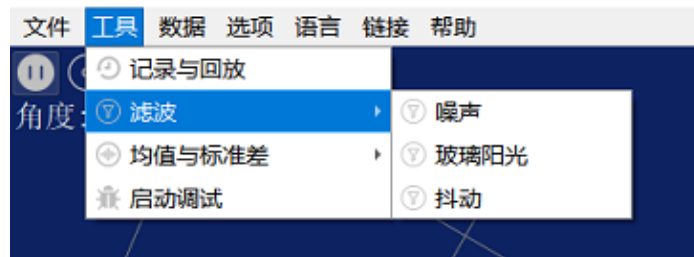 文件 工具 数据 选项 语言 链接 帮助
记录与回放
角度:
滤波
噪声
均值与标准差
玻璃阳光
启动调试
抖动